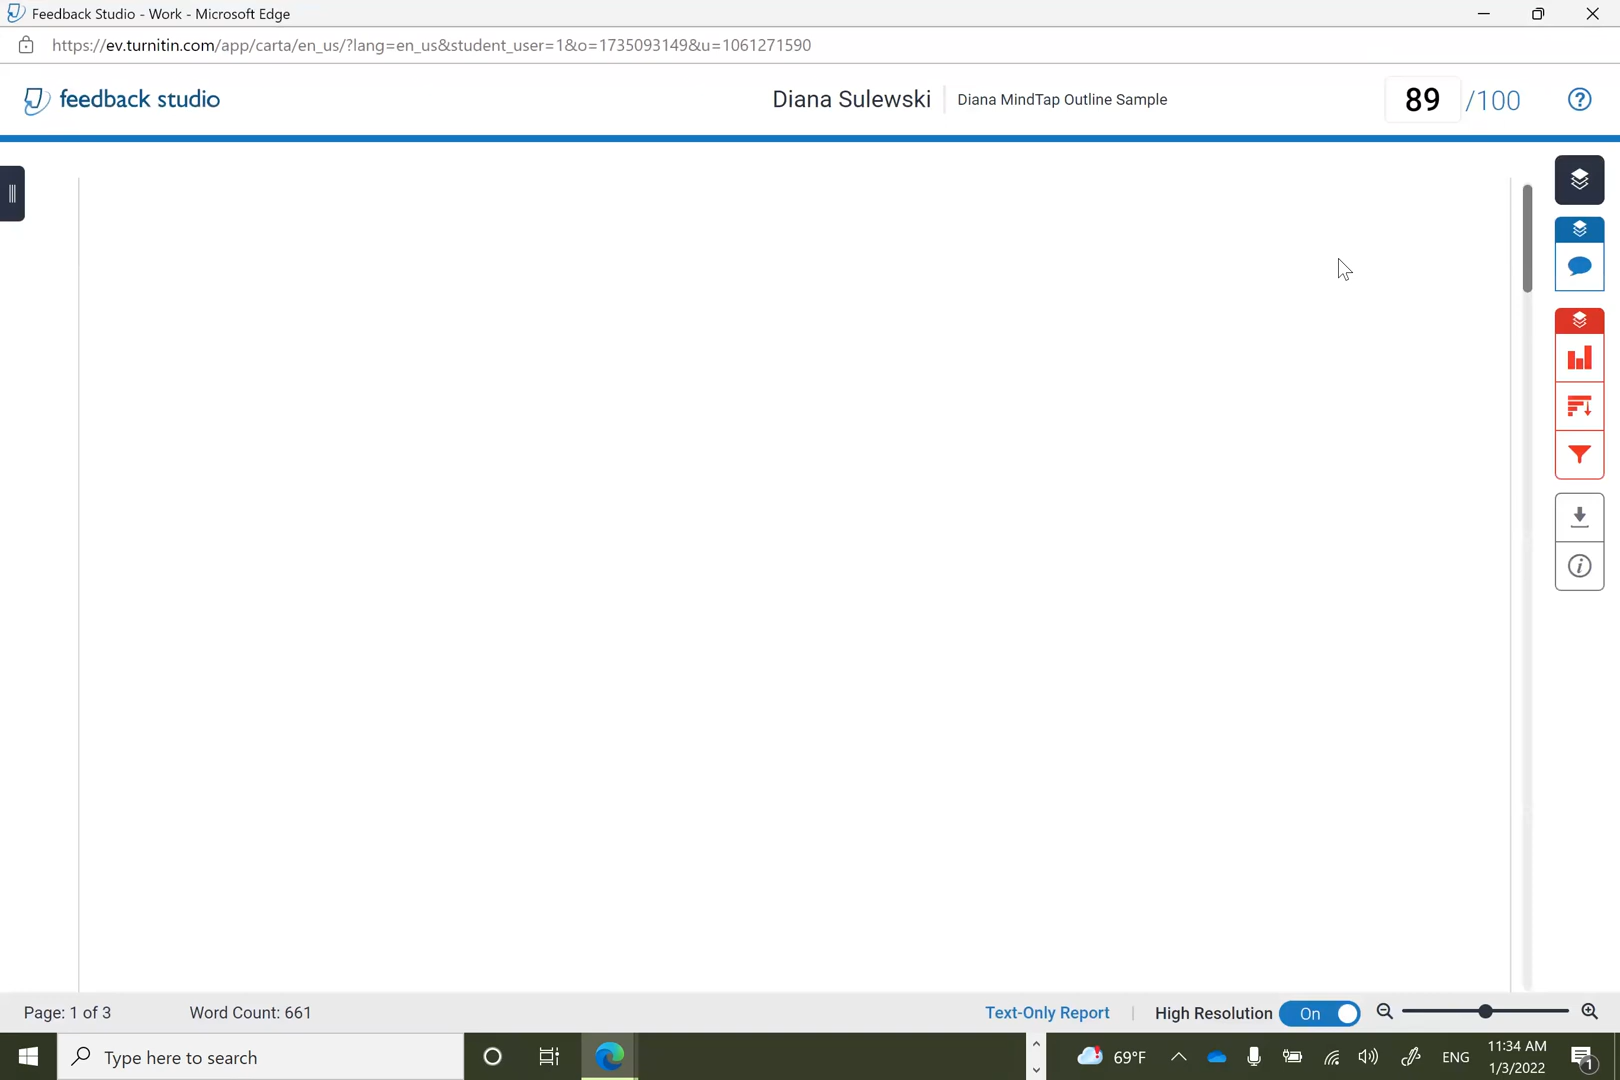 Feedback Studio - Work - Microsoft Edge
https://ev.turnitin.com/app/carta/en_us/?lang=en_us&student_user=1&o=1735093149&u=1061271590
feedback studio
Diana Sulewski
Diana MindTap Outline Sample
89 /100
?
i
Page: 1 of 3
Word Count: 661
Text-Only Report
High Resolution
On
Type here to search
69°F
ENG
11:34 AM
1/3/2022
1